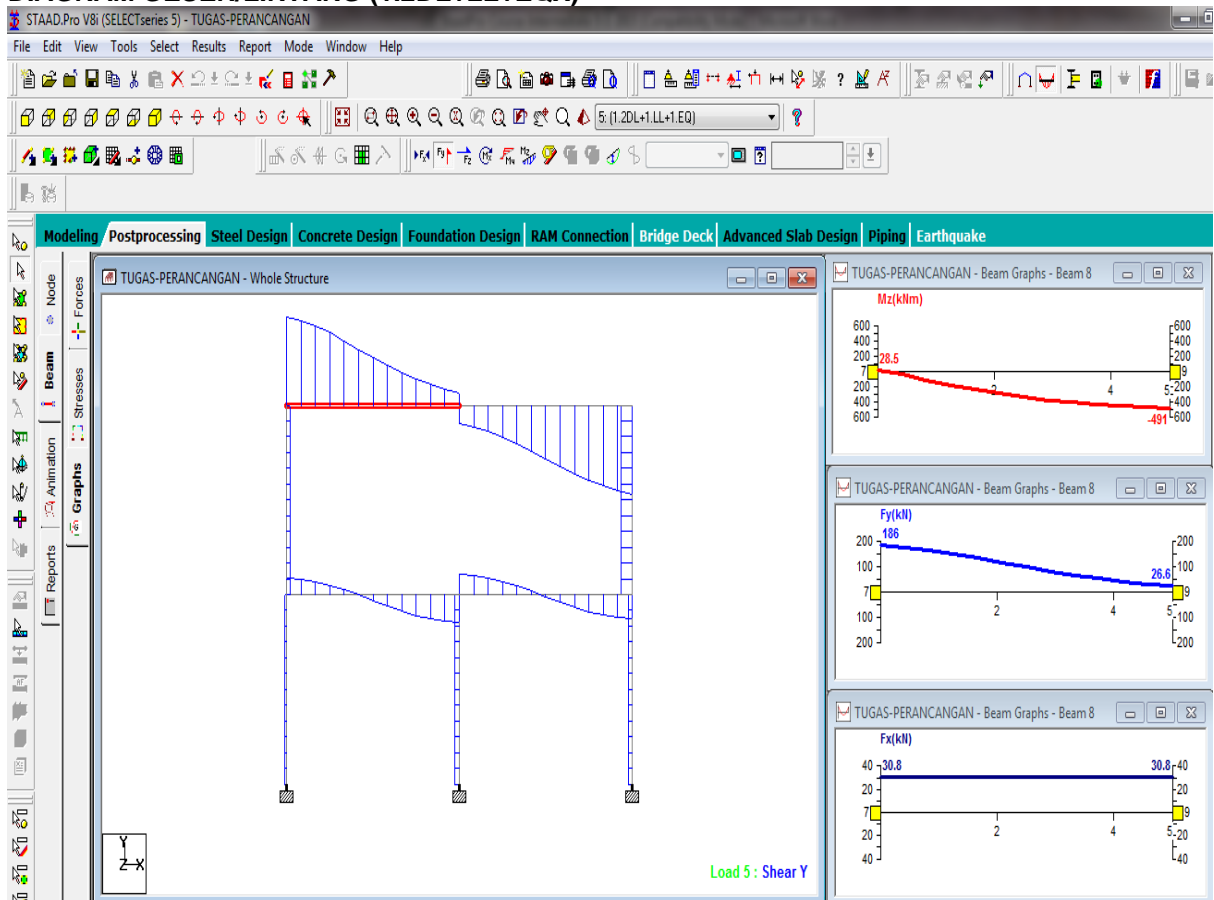 STAAD.Pro V8i (SELECTseries 5) - TUGAS-PERANCANGAN
File Edit View Tools Select Results Report Mode Window Help
5: (1.2DL+1.LL+1.EQ)
Modeling Postprocessing Steel Design Concrete Design Foundation Design RAM Connection Bridge Deck Advanced Slab Design Piping Earthquake
Node
Beam
Animation
Reports
Forces
Stresses
Graphs
TUGAS-PERANCANGAN - Whole Structure
Y
Z X
Load 5 : Shear Y
TUGAS-PERANCANGAN - Beam Graphs - Beam 8
Mz(kNm)
600 600
400 400
200 28.5 200
7 2 4 5 9
200 200
400 400
600 -491 600
TUGAS-PERANCANGAN - Beam Graphs - Beam 8
Fy(kN)
200 186 200
100 26.6 100
7 2 4 5 9
100 100
200 200
TUGAS-PERANCANGAN - Beam Graphs - Beam 8
Fx(kN)
40 30.8 30.8 40
20 20
7 2 4 5 9
20 20
40 40